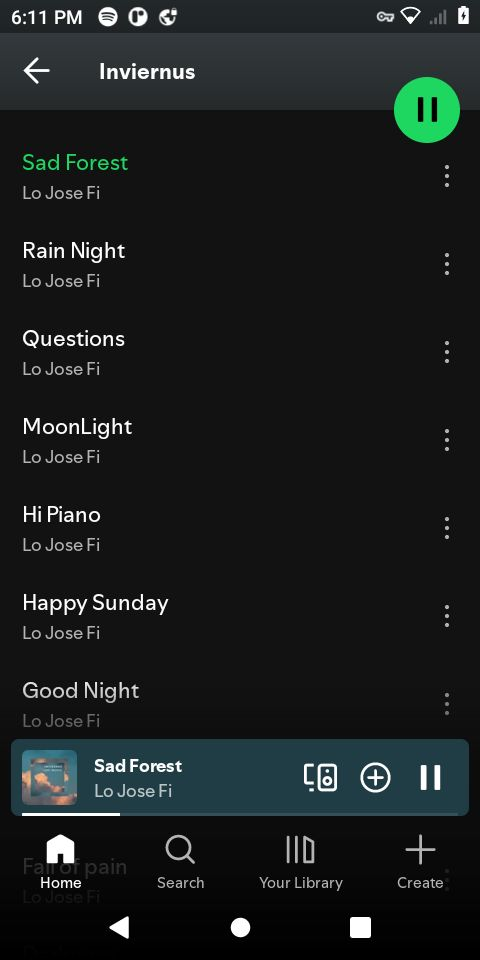 6:11 PM
Inviernus
Sad Forest
Lo Jose Fi
Rain Night
Lo Jose Fi
Questions
Lo Jose Fi
MoonLight
Lo Jose Fi
Hi Piano
Lo Jose Fi
Happy Sunday
Lo Jose Fi
Good Night
Lo Jose Fi
Sad Forest
Lo Jose Fi
Fall of pain
Lo Jose Fi
Home
Search
Your Library
Create